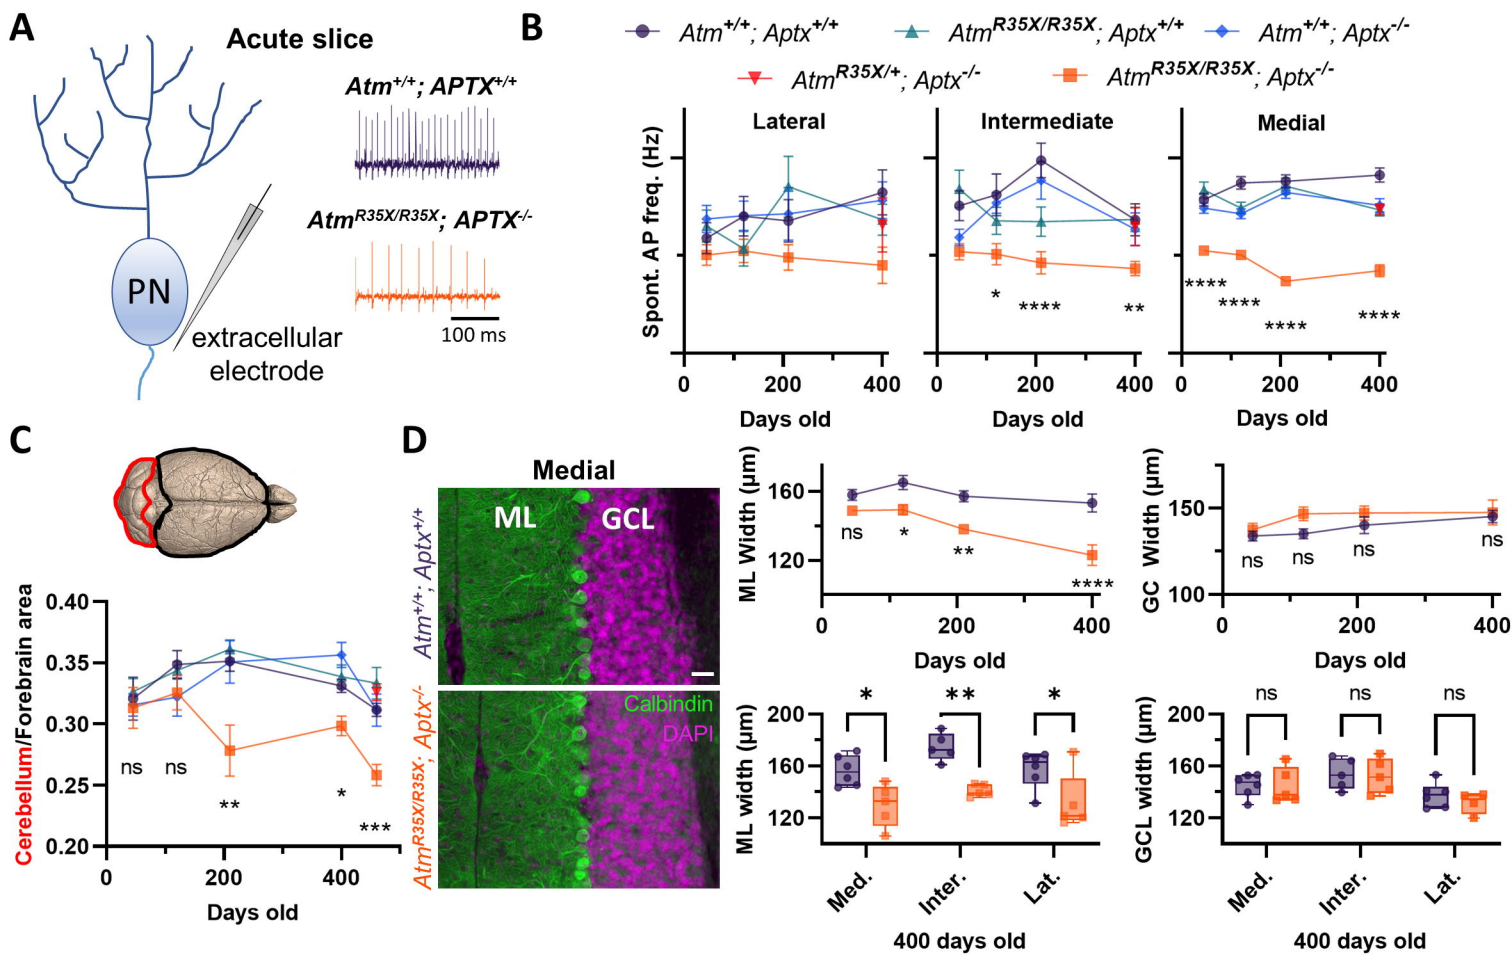 A
Acute slice
Atm+/+; APTX+/+
AtmR35X/R35X; APTX-/-
100 ms
PN
extracellular
electrode
B
Atm+/+; Aptx+/+
AtmR35X/R35X; Aptx+/+
Atm+/+; Aptx-/-
AtmR35X/+; Aptx-/-
AtmR35X/R35X; Aptx-/-
Spont. AP freq. (Hz)
Lateral
0 200 400
Days old
Intermediate
* **** **
0 200 400
Days old
Medial
**** **** **** ****
0 200 400
Days old
C
Cerebellum/Forebrain area
0.40
0.35
0.30
0.25
0.20
ns ns ** * ***
0 200 400
Days old
D
Medial
Atm+/+; Aptx+/+
ML GCL
AtmR35X/R35X; Aptx-/-
Calbindin
DAPI
ML Width (μm)
160
120
ns * ** ****
0 200 400
Days old
GC Width (μm)
150
100
ns ns ns ns
0 200 400
Days old
ML width (μm)
200
160
120
* ** *
Med. Inter. Lat.
400 days old
GCL width (μm)
200
160
120
ns ns ns
Med. Inter. Lat.
400 days old